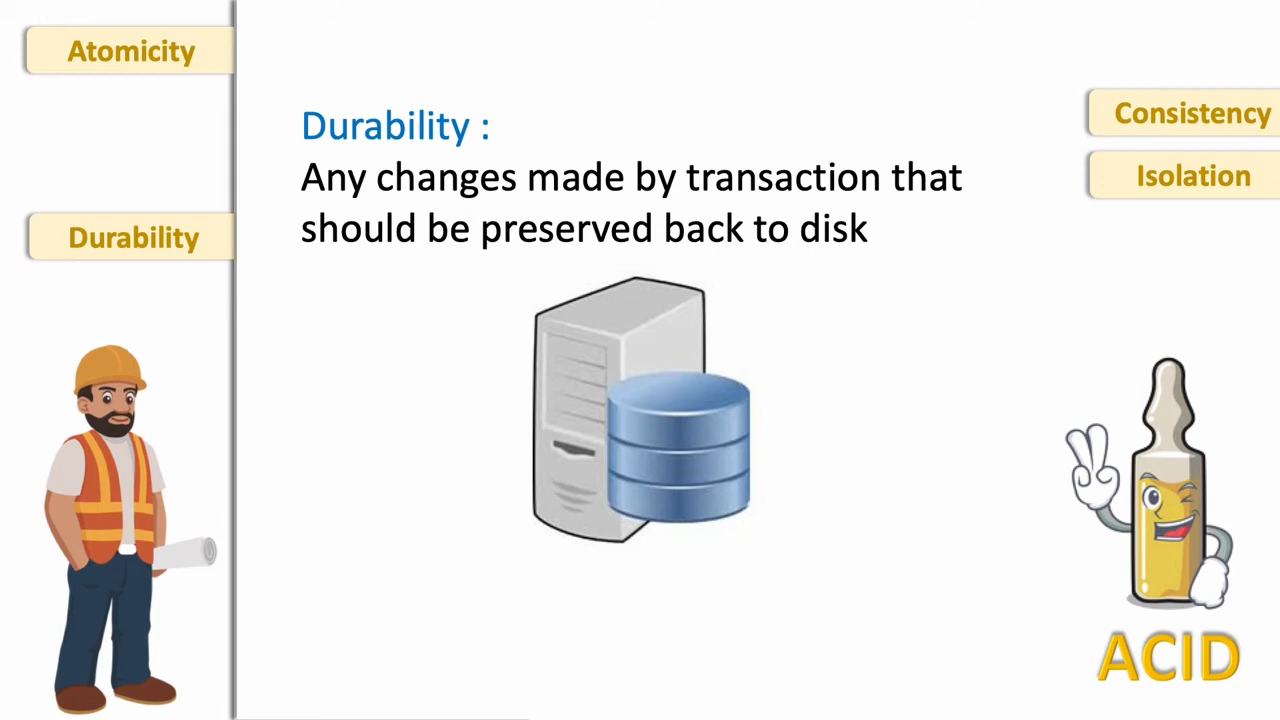 Atomicity
Durability
Durability :
Any changes made by transaction that
should be preserved back to disk
Consistency
Isolation
ACID